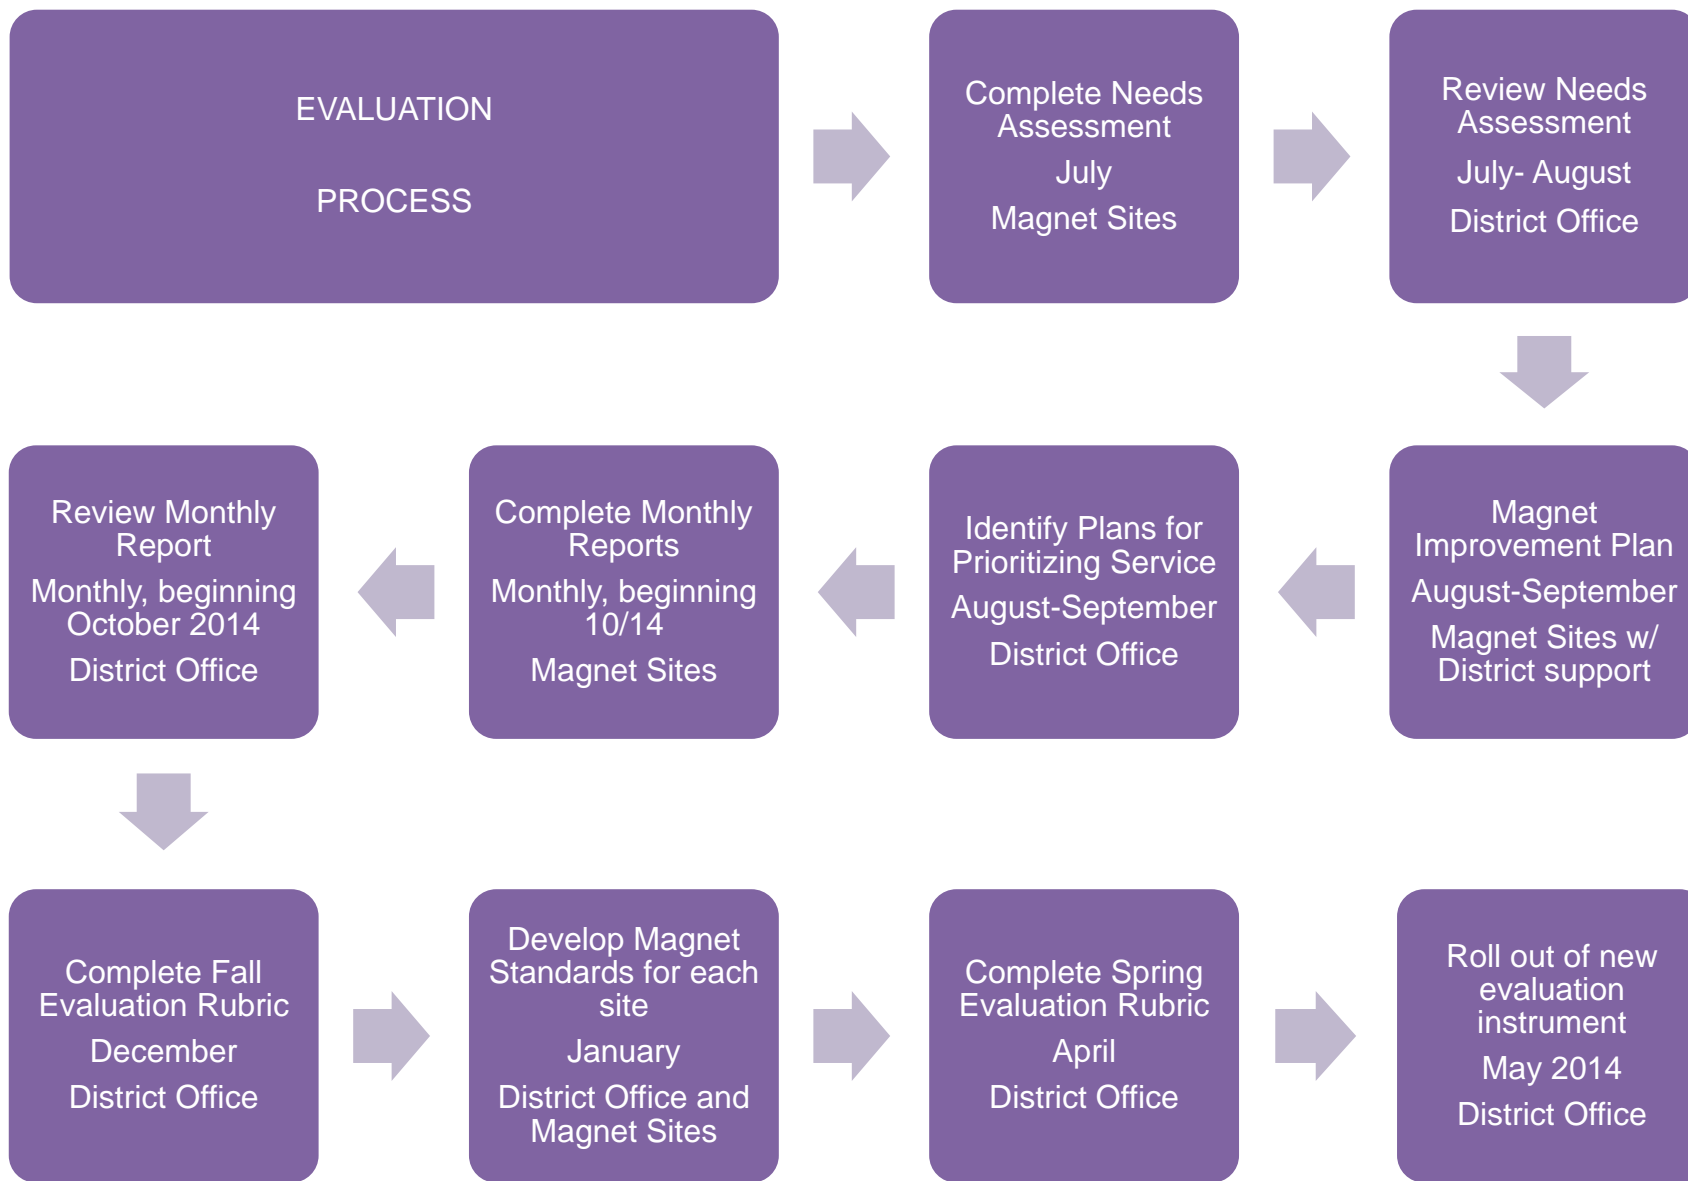 EVALUATION
PROCESS
Complete Needs
Assessment
July
Magnet Sites
Review Needs
Assessment
July- August
District Office
Magnet
Improvement Plan
August-September
Magnet Sites w/
District support
Identify Plans for
Prioritizing Service
August-September
District Office
Complete Monthly
Reports
Monthly, beginning
10/14
Magnet Sites
Review Monthly
Report
Monthly, beginning
October 2014
District Office
Complete Fall
Evaluation Rubric
December
District Office
Develop Magnet
Standards for each
site
January
District Office and
Magnet Sites
Complete Spring
Evaluation Rubric
April
District Office
Roll out of new
evaluation
instrument
May 2014
District Office